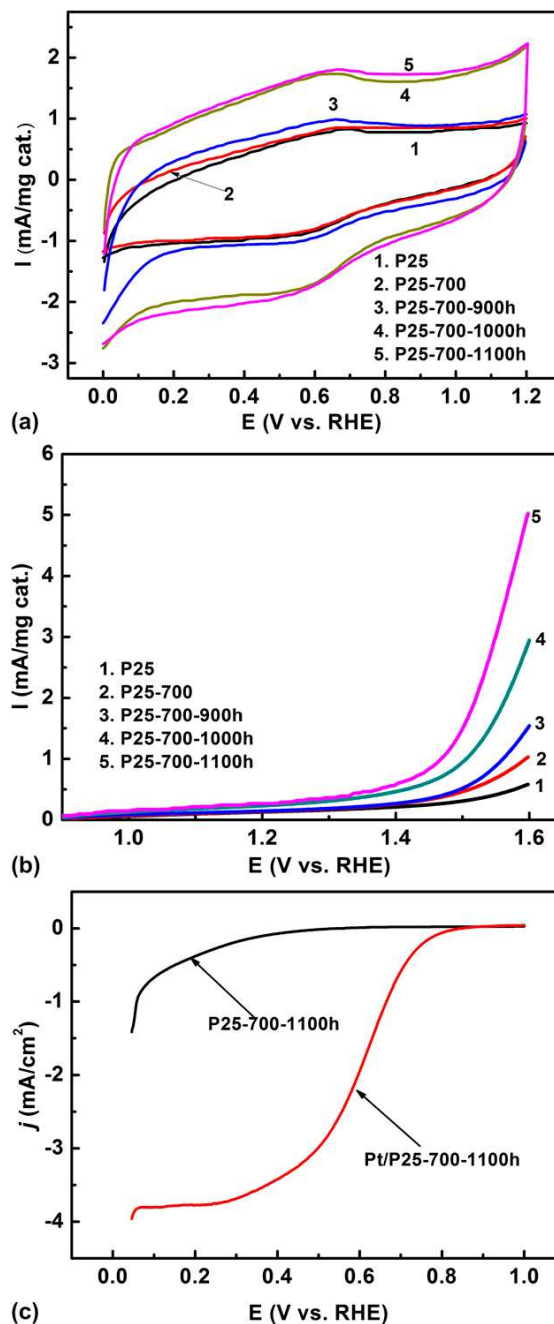 2
1
0
-1
-2
-3
I (mA/mg cat.)
5
4
3
1
2
1. P25
2. P25-700
3. P25-700-900h
4. P25-700-1000h
5. P25-700-1100h
0.0 0.2 0.4 0.6 0.8 1.0 1.2
(a) E (V vs. RHE)
6
5
4
3
2
1
0
I (mA/mg cat.)
1. P25
2. P25-700
3. P25-700-900h
4. P25-700-1000h
5. P25-700-1100h
5
4
3
2
1
1.0 1.2 1.4 1.6
(b) E (V vs. RHE)
0
-1
-2
-3
-4
j (mA/cm²)
P25-700-1100h
Pt/P25-700-1100h
0.0 0.2 0.4 0.6 0.8 1.0
(c) E (V vs. RHE)